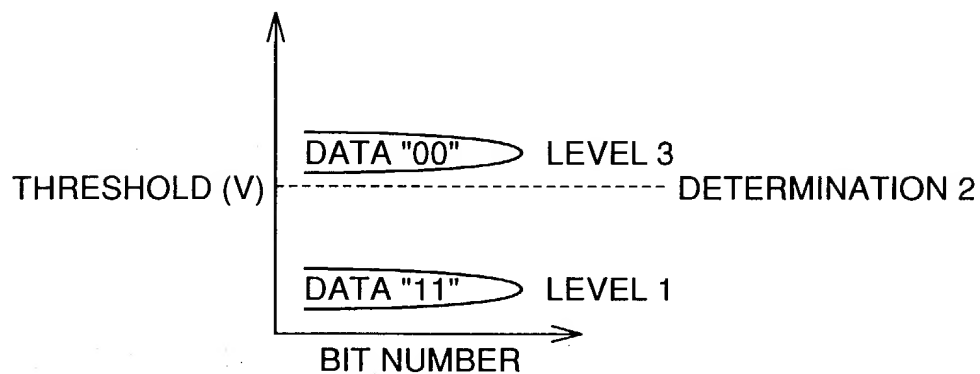 DATA "00" LEVEL 3
THRESHOLD (V) DETERMINATION 2
DATA "11" LEVEL 1
BIT NUMBER